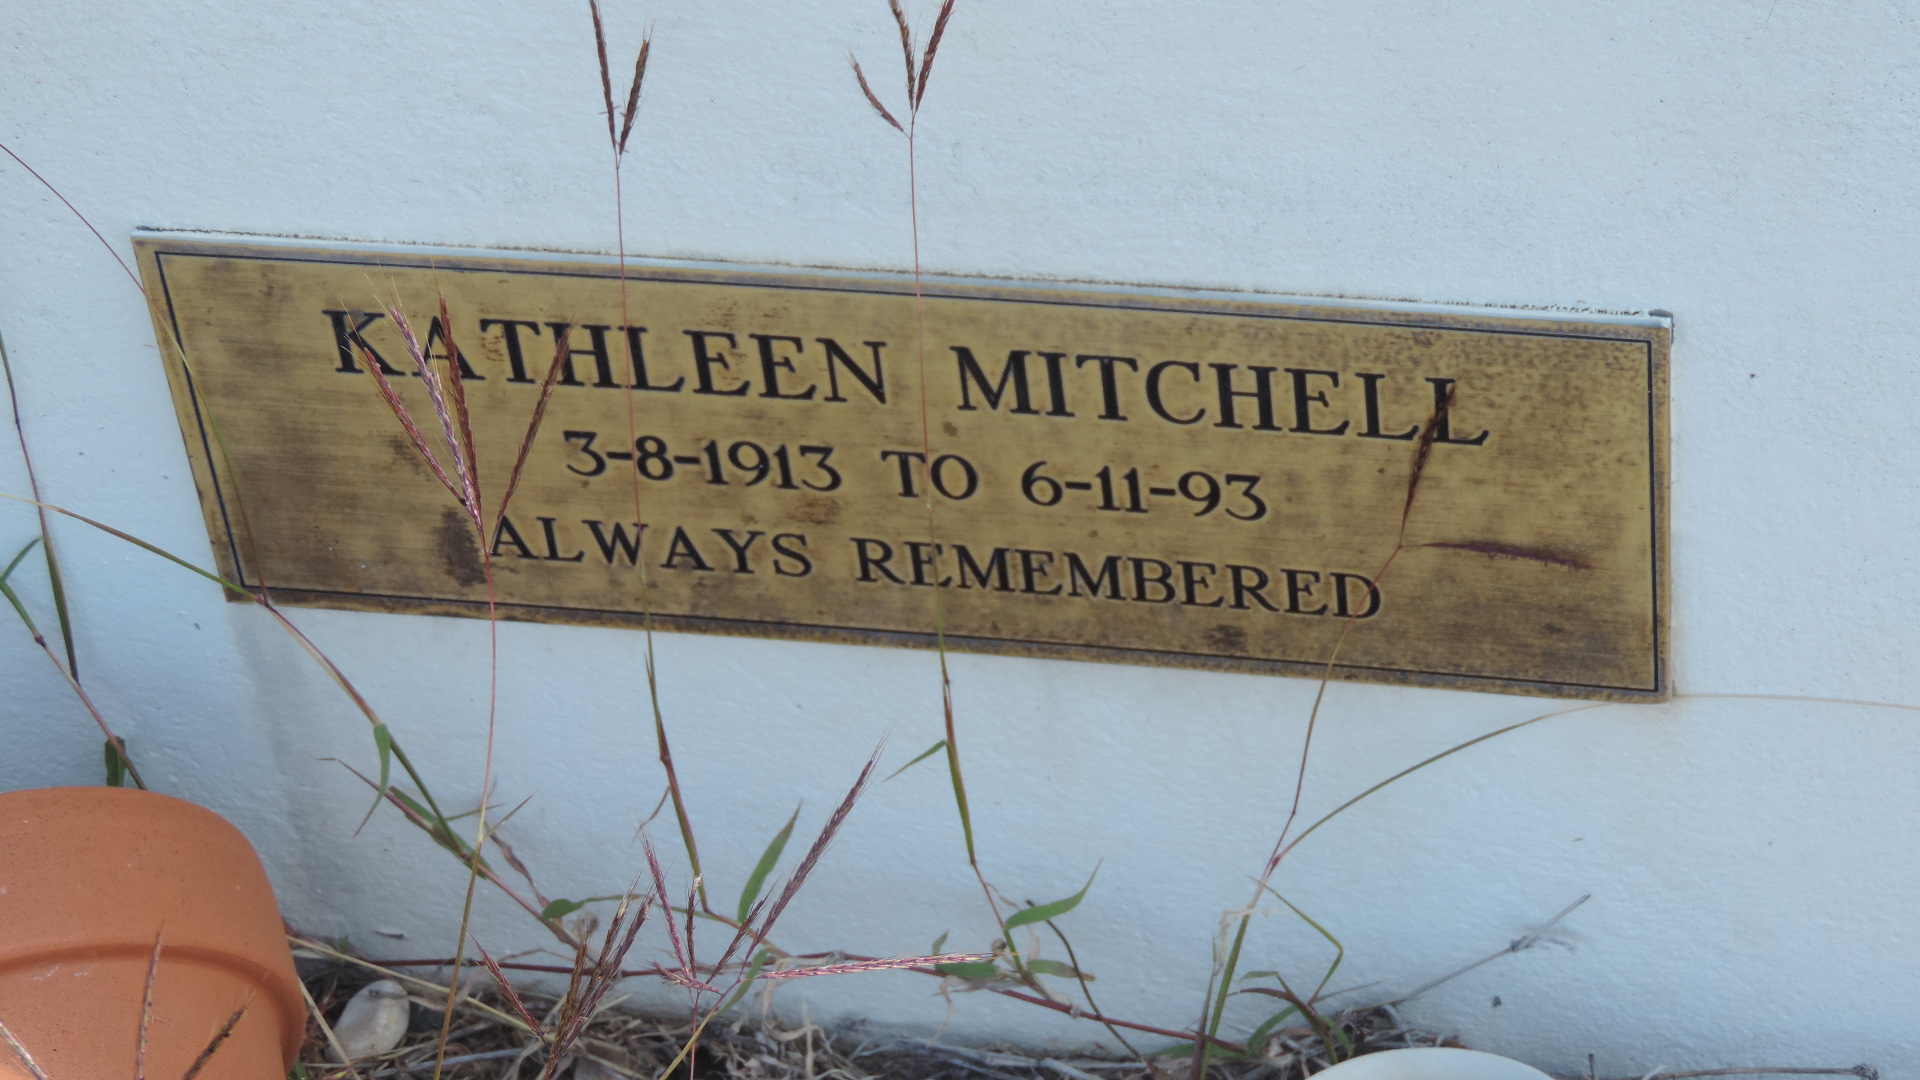 KATHLEEN MITCHELL
3-8-1913 TO 6-11-93
ALWAYS REMEMBERED